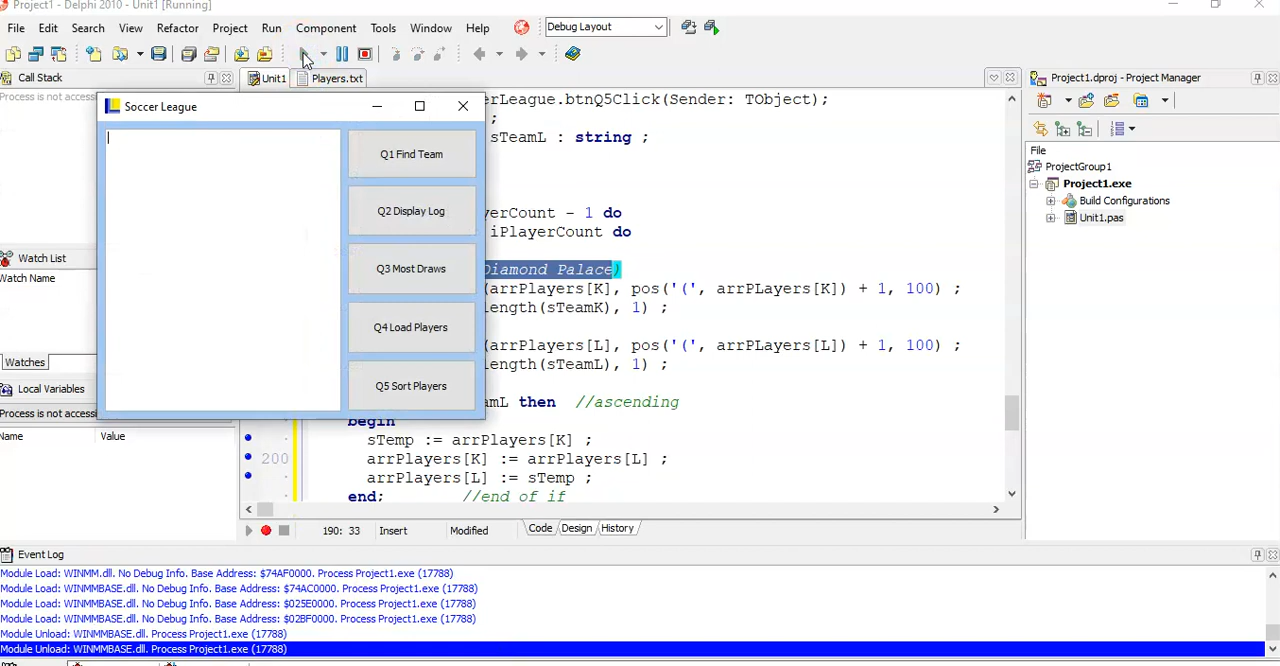 Project1 - Delphi 2010 - Unit1 [Running]
File Edit Search View Refactor Project Run Component Tools Window Help Debug Layout
Call Stack
Process is not acces
Unit1 Players.txt
Project1.dproj - Project Manager
Soccer League
Q1 Find Team
Q2 Display Log
Q3 Most Draws
Q4 Load Players
Q5 Sort Players
erLeague.btnQ5Click(Sender: TObject);
;
sTeamL : string ;
yerCount - 1 do
iPlayerCount do
Diamond Palace)
(arrPlayers[K], pos('(', arrPLayers[K]) + 1, 100) ;
length(sTeamK), 1) ;
(arrPlayers[L], pos('(', arrPLayers[L]) + 1, 100) ;
length(sTeamL), 1) ;
amL then //ascending
begin
sTemp := arrPlayers[K] ;
200 arrPlayers[K] := arrPlayers[L] ;
arrPlayers[L] := sTemp ;
end; //end of if
File
ProjectGroup1
Project1.exe
Build Configurations
Unit1.pas
Watch List
Watch Name
Watches
Local Variables
Process is not acces
Name Value
190: 33 Insert Modified Code Design History
Event Log
Module Load: WINMM.dll. No Debug Info. Base Address: $74AF0000. Process Project1.exe (17788)
Module Load: WINMMBASE.dll. No Debug Info. Base Address: $74AC0000. Process Project1.exe (17788)
Module Load: WINMMBASE.dll. No Debug Info. Base Address: $025E0000. Process Project1.exe (17788)
Module Load: WINMMBASE.dll. No Debug Info. Base Address: $02BF0000. Process Project1.exe (17788)
Module Unload: WINMMBASE.dll. Process Project1.exe (17788)
Module Unload: WINMMBASE.dll. Process Project1.exe (17788)